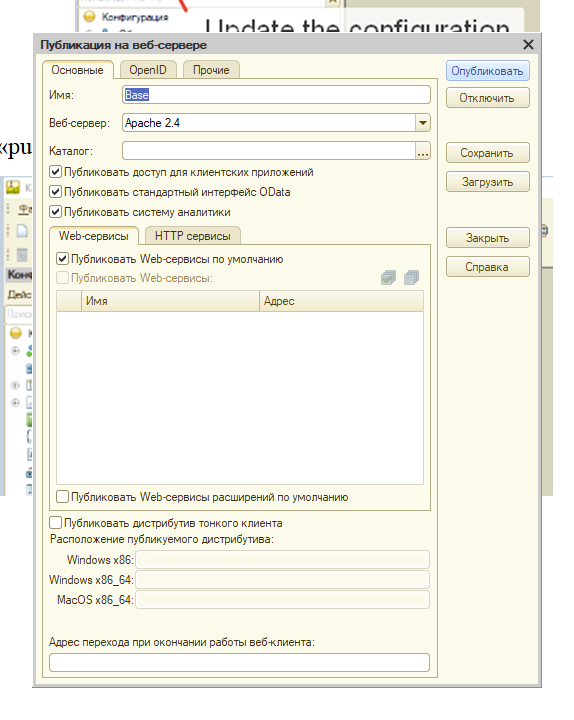 Конфигурация
Update the configuration
Публикация на веб-сервере
Основные
OpenID
Прочие
Опубликовать
Имя:
Base
Отключить
Веб-сервер:
Apache 2.4
«pu
Каталог:
...
Сохранить
Публиковать доступ для клиентских приложений
Загрузить
Публиковать стандартный интерфейс OData
Публиковать систему аналитики
Web-сервисы
HTTP сервисы
Закрыть
Публиковать Web-сервисы по умолчанию
Справка
Публиковать Web-сервисы:
Имя
Адрес
Публиковать Web-сервисы расширений по умолчанию
Публиковать дистрибутив тонкого клиента
Расположение публикуемого дистрибутива:
Windows x86:
Windows x86_64:
MacOS x86_64:
Адрес перехода при окончании работы веб-клиента: